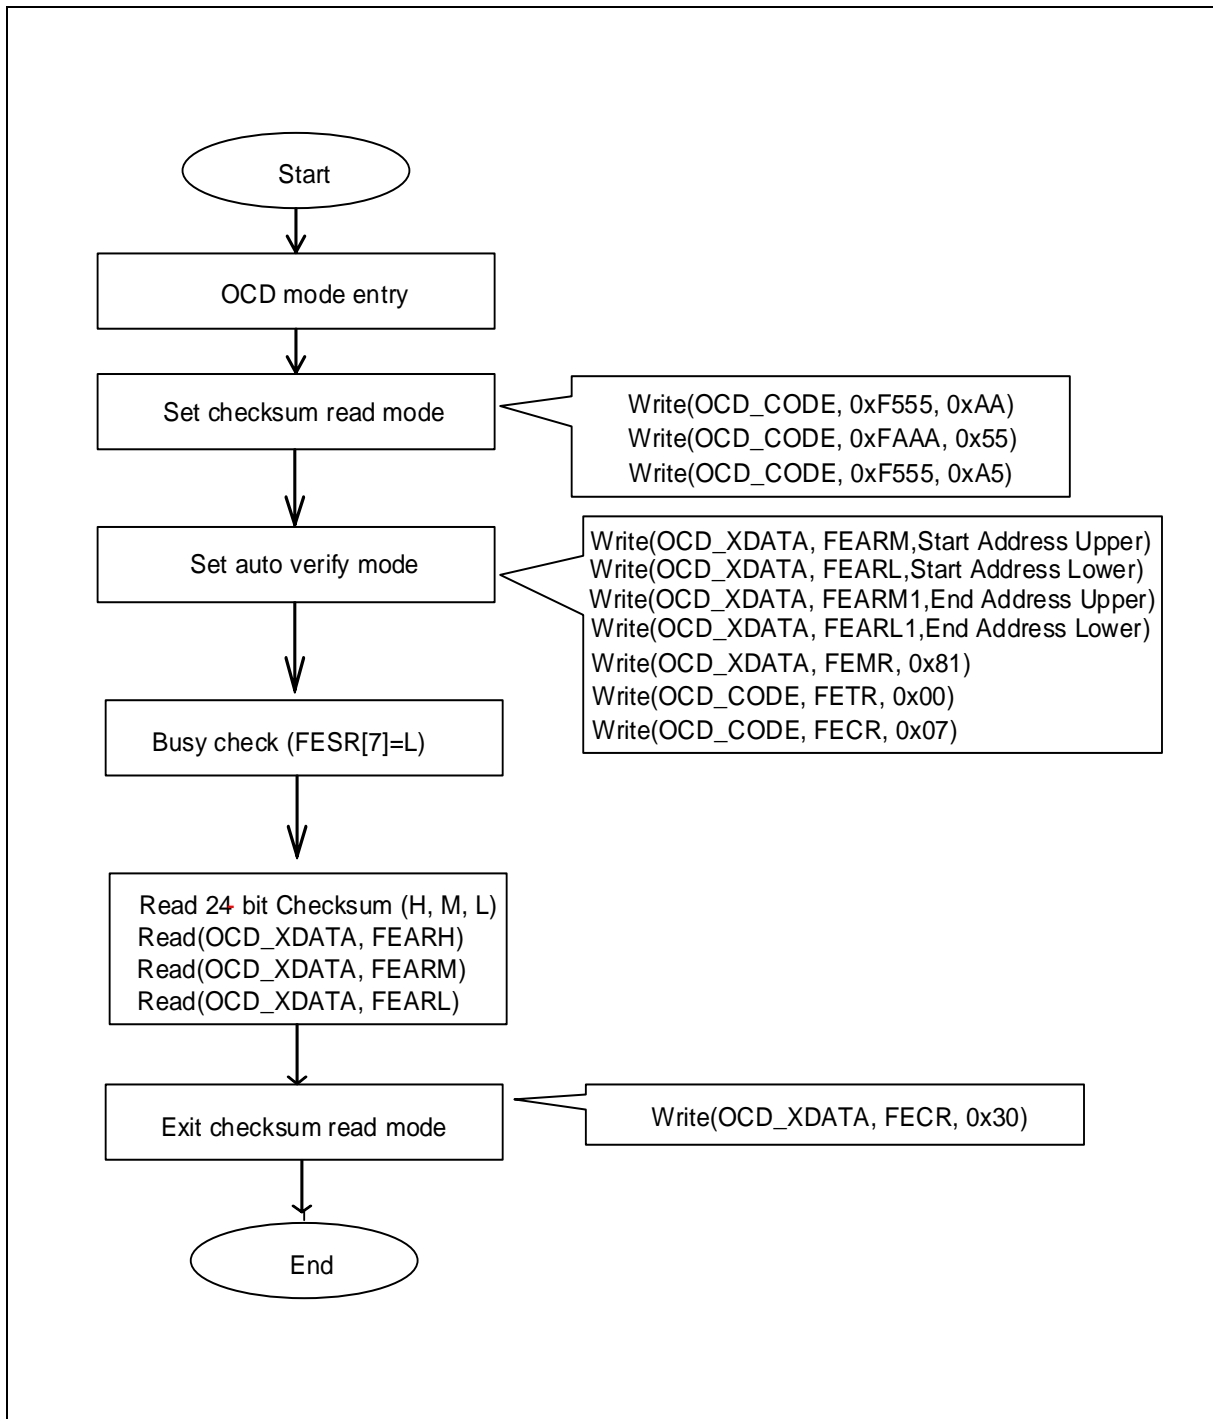 Start
OCD mode entry
Set checksum read mode
Write(OCD_CODE, 0xF555, 0xAA)
Write(OCD_CODE, 0xFAAA, 0x55)
Write(OCD_CODE, 0xF555, 0xA5)
Set auto verify mode
Write(OCD_XDATA, FEARM,Start Address Upper)
Write(OCD_XDATA, FEARL,Start Address Lower)
Write(OCD_XDATA, FEARM1,End Address Upper)
Write(OCD_XDATA, FEARL1,End Address Lower)
Write(OCD_XDATA, FEMR, 0x81)
Write(OCD_CODE, FETR, 0x00)
Write(OCD_CODE, FECR, 0x07)
Busy check (FESR[7]=L)
Read 24- bit Checksum (H, M, L)
Read(OCD_XDATA, FEARH)
Read(OCD_XDATA, FEARM)
Read(OCD_XDATA, FEARL)
Exit checksum read mode
Write(OCD_XDATA, FECR, 0x30)
End